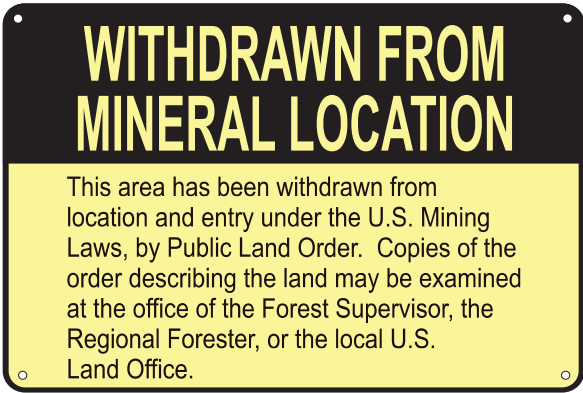 WITHDRAWN FROM
MINERAL LOCATION
This area has been withdrawn from
location and entry under the U.S. Mining
Laws, by Public Land Order.  Copies of the
order describing the land may be examined
at the office of the Forest Supervisor, the
Regional Forester, or the local U.S.
Land Office.